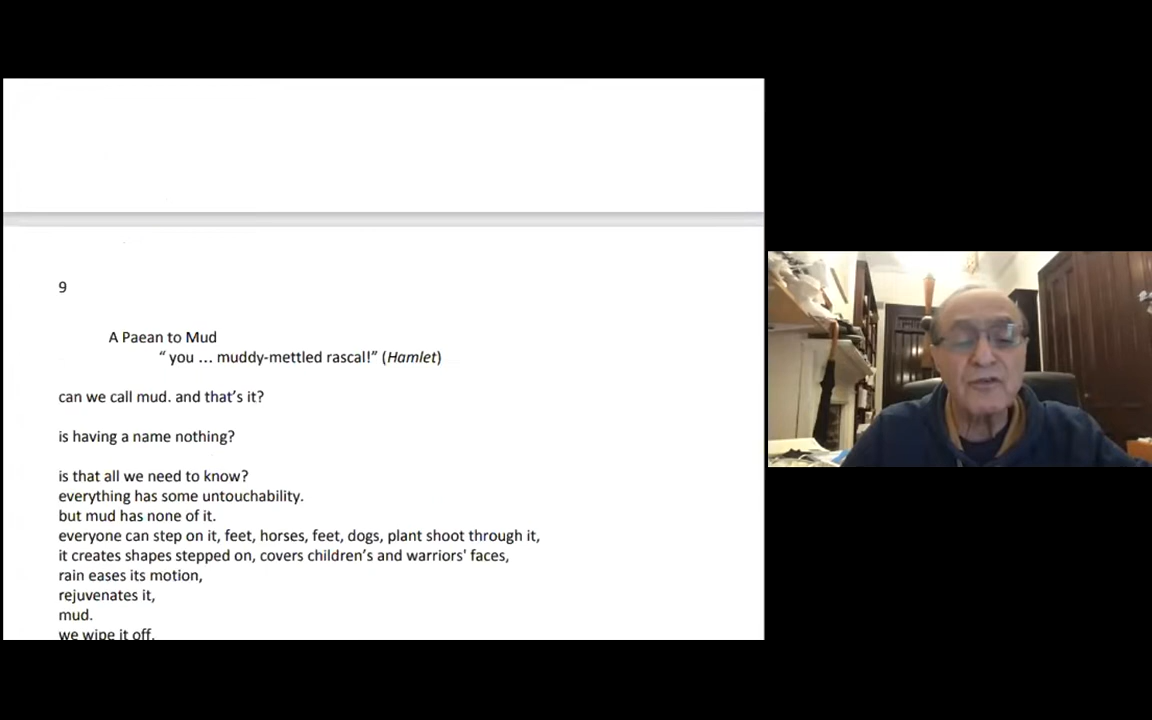 9
A Paean to Mud
“ you … muddy-mettled rascal!” (Hamlet)
can we call mud. and that’s it?
is having a name nothing?
is that all we need to know?
everything has some untouchability.
but mud has none of it.
everyone can step on it, feet, horses, feet, dogs, plant shoot through it,
it creates shapes stepped on, covers children’s and warriors' faces,
rain eases its motion,
rejuvenates it,
mud.
we wipe it off.